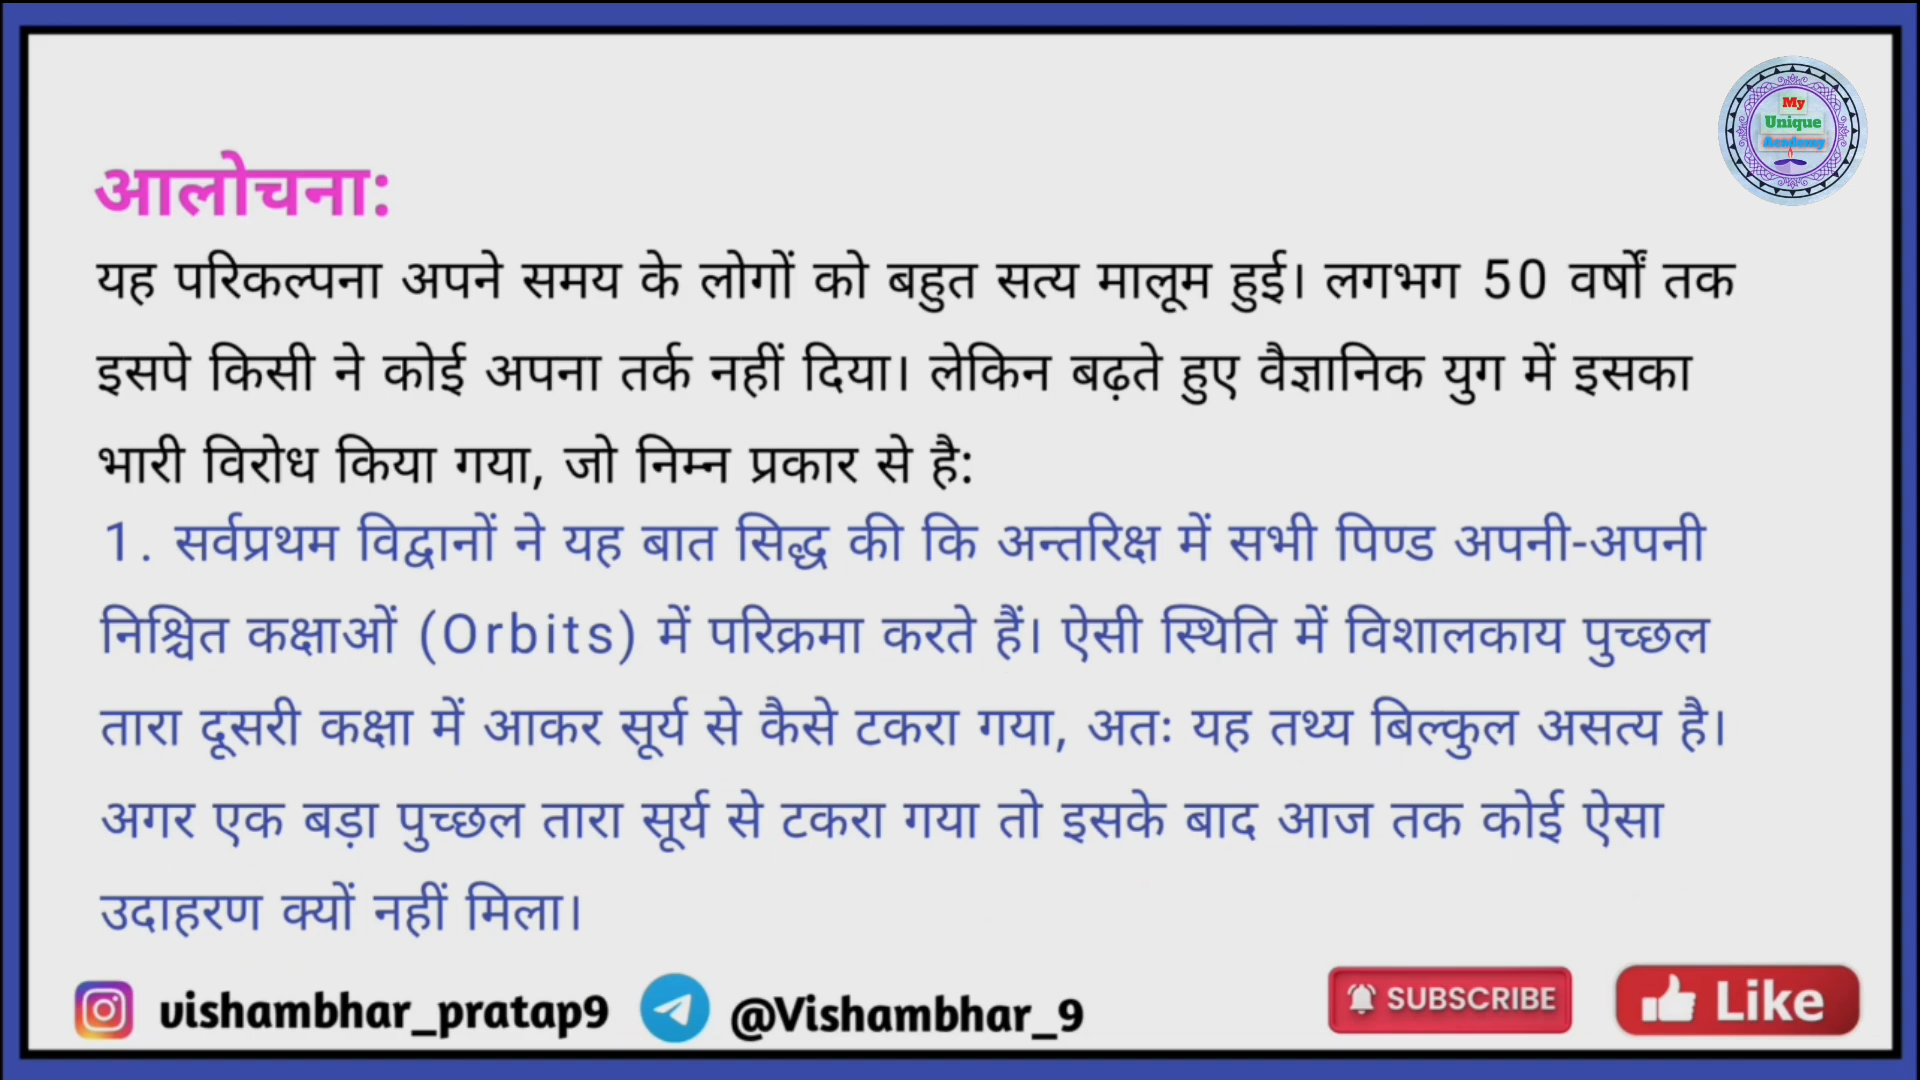 My
Unique
Academy
आलोचना:
यह परिकल्पना अपने समय के लोगों को बहुत सत्य मालूम हुई। लगभग 50 वर्षों तक
इसपे किसी ने कोई अपना तर्क नहीं दिया। लेकिन बढ़ते हुए वैज्ञानिक युग में इसका
भारी विरोध किया गया, जो निम्न प्रकार से है:
1. सर्वप्रथम विद्वानों ने यह बात सिद्ध की कि अन्तरिक्ष में सभी पिण्ड अपनी-अपनी
निश्चित कक्षाओं (Orbits) में परिक्रमा करते हैं। ऐसी स्थिति में विशालकाय पुच्छल
तारा दूसरी कक्षा में आकर सूर्य से कैसे टकरा गया, अतः यह तथ्य बिल्कुल असत्य है।
अगर एक बड़ा पुच्छल तारा सूर्य से टकरा गया तो इसके बाद आज तक कोई ऐसा
उदाहरण क्यों नहीं मिला।
vishambhar_pratap9 @Vishambhar_9 SUBSCRIBE Like